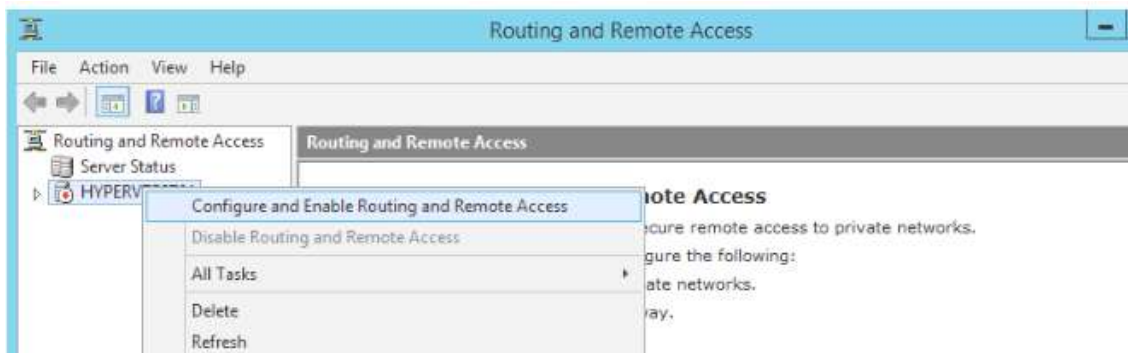 Routing and Remote Access
File Action View Help
Routing and Remote Access
Routing and Remote Access
Server Status
Configure and Enable Routing and Remote Access
Disable Routing and Remote Access
All Tasks
Delete
Refresh
ote Access
cure remote access to private networks.
gure the following:
ate networks.
ay.